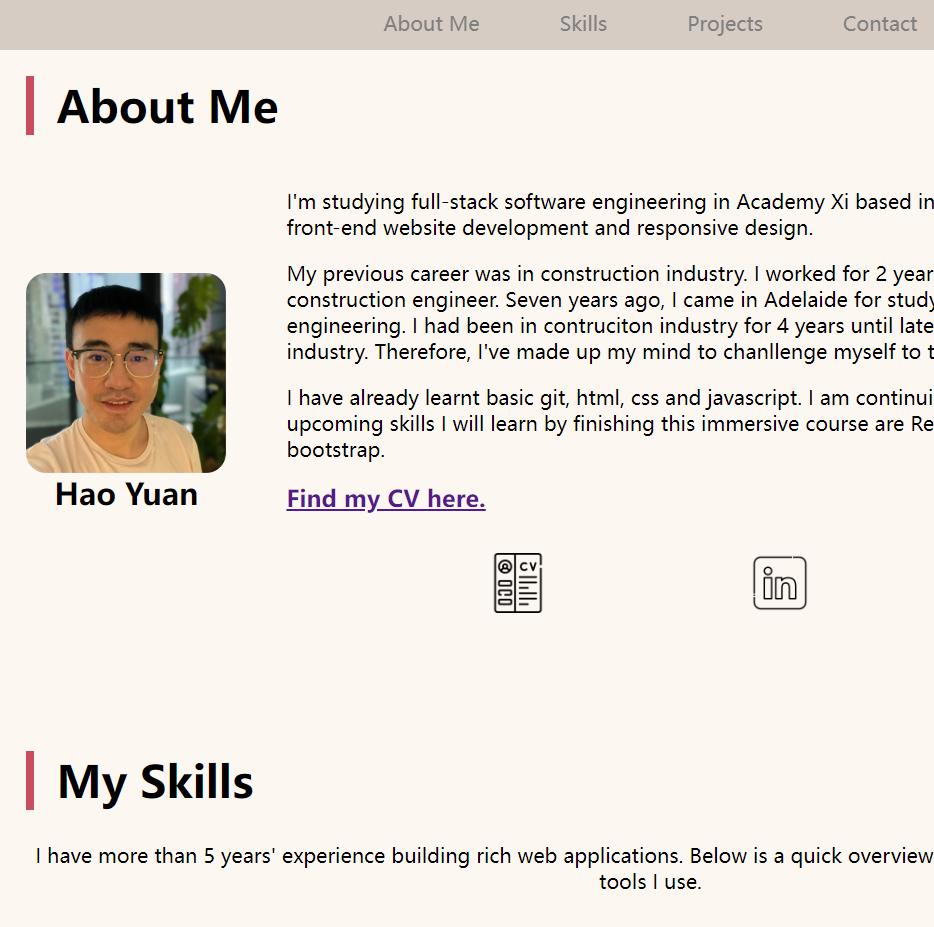 About Me Skills Projects Contact
About Me
I'm studying full-stack software engineering in Academy Xi based in
front-end website development and responsive design.
My previous career was in construction industry. I worked for 2 year
construction engineer. Seven years ago, I came in Adelaide for study
engineering. I had been in contruciton industry for 4 years until late
industry. Therefore, I've made up my mind to chanllenge myself to t
I have already learnt basic git, html, css and javascript. I am continui
upcoming skills I will learn by finishing this immersive course are Re
bootstrap.
Hao Yuan
Find my CV here.
CV
in
My Skills
I have more than 5 years' experience building rich web applications. Below is a quick overview
tools I use.